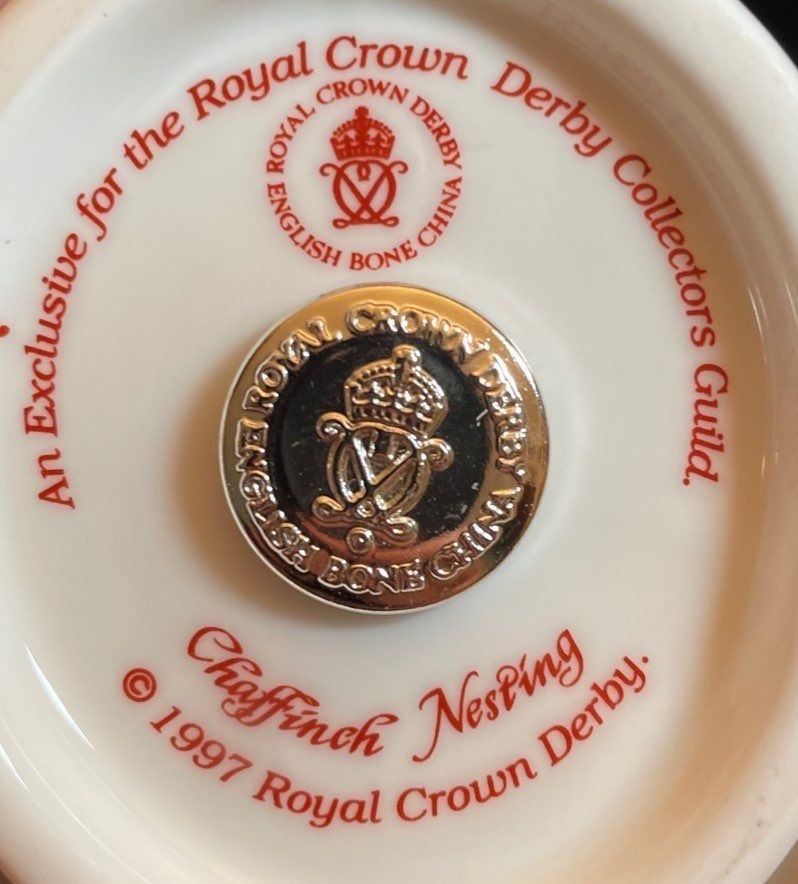 An Exclusive for the Royal Crown Derby Collectors Guild.
ROYAL CROWN DERBY
ENGLISH BONE CHINA
ROYAL CROWN DERBY
ENGLISH BONE CHINA
Chaffinch Nesting
© 1997 Royal Crown Derby.